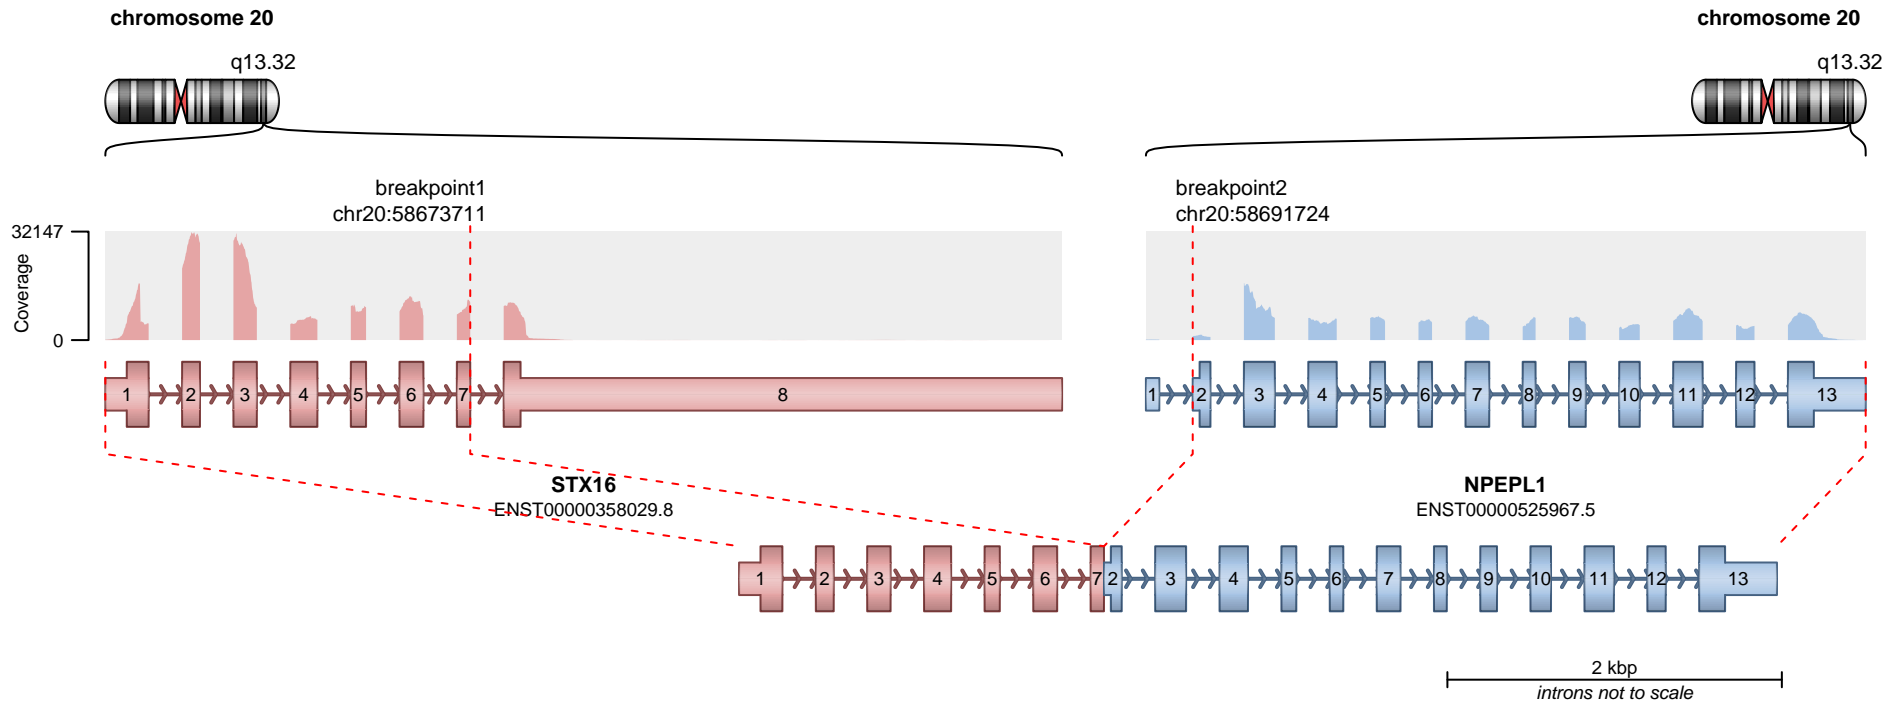 chromosome 20
chromosome 20
q13.32
q13.32
breakpoint1
chr20:58673711
breakpoint2
chr20:58691724
32147
Coverage
0
1 2 3 4 5 6 7 8
1 2 3 4 5 6 7 8 9 10 11 12 13
STX16
ENST00000358029.8
NPEPL1
ENST00000525967.5
1 2 3 4 5 6 7 2 3 4 5 6 7 8 9 10 11 12 13
2 kbp
introns not to scale